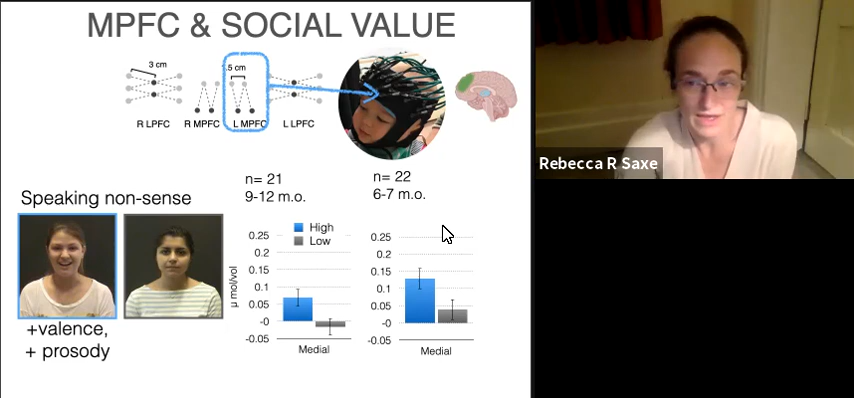 MPFC & SOCIAL VALUE
3 cm
.5 cm
R LPFC
R MPFC
L MPFC
L LPFC
Rebecca R Saxe
n= 21
9-12 m.o.
n= 22
6-7 m.o.
Speaking non-sense
High
Low
0.25
0.2
0.15
0.1
0.05
-0
-0.05
μ mol/vol
Medial
0.25
0.2
0.15
0.1
0.05
-0
-0.05
Medial
+valence,
+ prosody